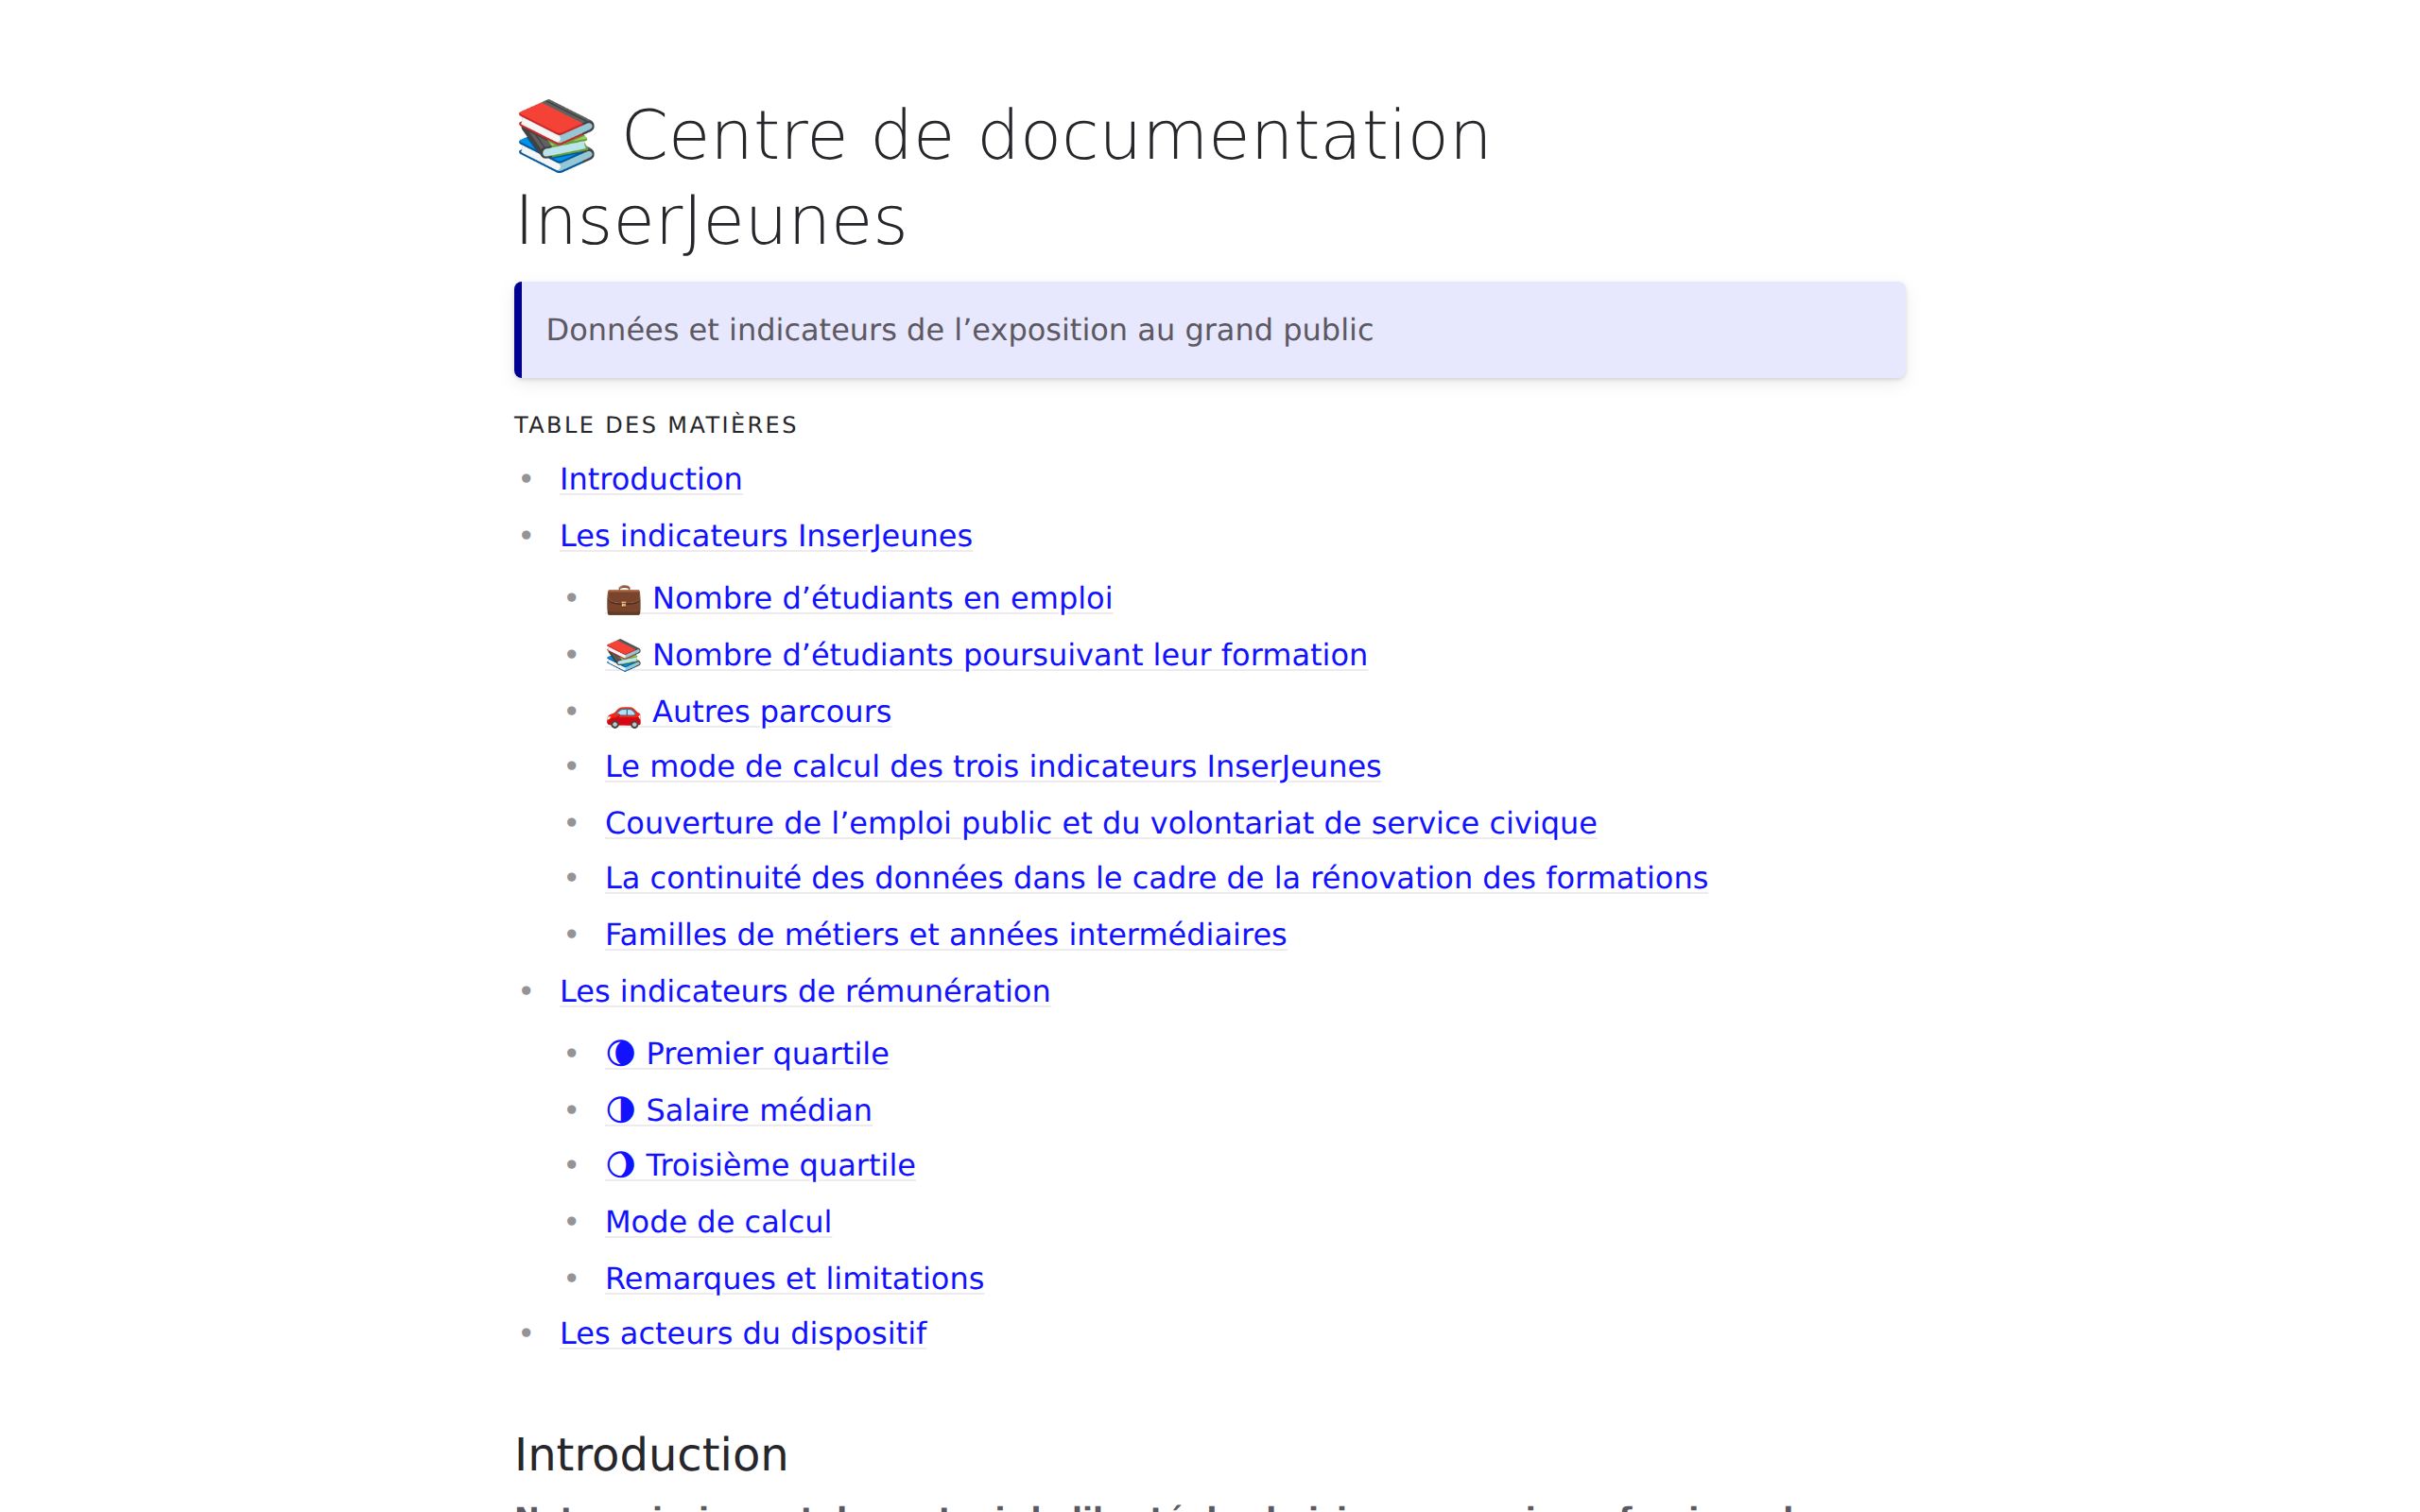 📚 Centre de documentation
InserJeunes
Données et indicateurs de l’exposition au grand public
TABLE DES MATIÈRES
• Introduction
• Les indicateurs InserJeunes
• 💼 Nombre d’étudiants en emploi
• 📚 Nombre d’étudiants poursuivant leur formation
• 🚗 Autres parcours
• Le mode de calcul des trois indicateurs InserJeunes
• Couverture de l’emploi public et du volontariat de service civique
• La continuité des données dans le cadre de la rénovation des formations
• Familles de métiers et années intermédiaires
• Les indicateurs de rémunération
• 🌘 Premier quartile
• 🌗 Salaire médian
• 🌖 Troisième quartile
• Mode de calcul
• Remarques et limitations
• Les acteurs du dispositif
Introduction